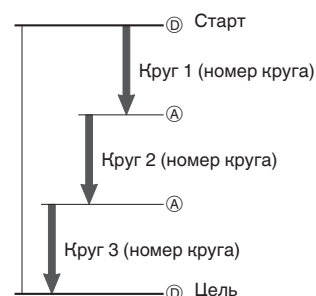 Ⓓ Старт
Круг 1 (номер круга)
Ⓐ
Круг 2 (номер круга)
Ⓐ
Круг 3 (номер круга)
Ⓓ Цель